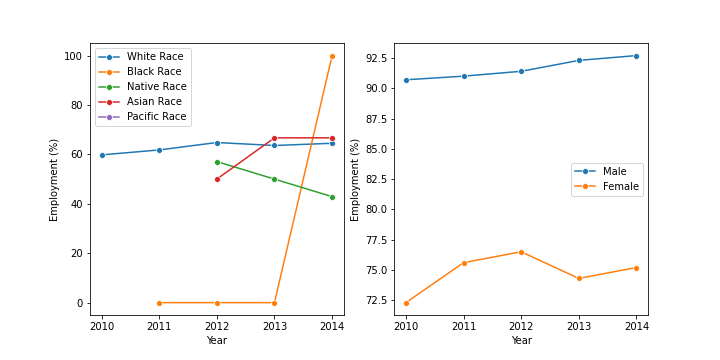 100
80
60
40
20
0
Employment (%)
White Race
Black Race
Native Race
Asian Race
Pacific Race
2010 2011 2012 2013 2014
Year
92.5
90.0
87.5
85.0
82.5
80.0
77.5
75.0
72.5
Employment (%)
Male
Female
2010 2011 2012 2013 2014
Year